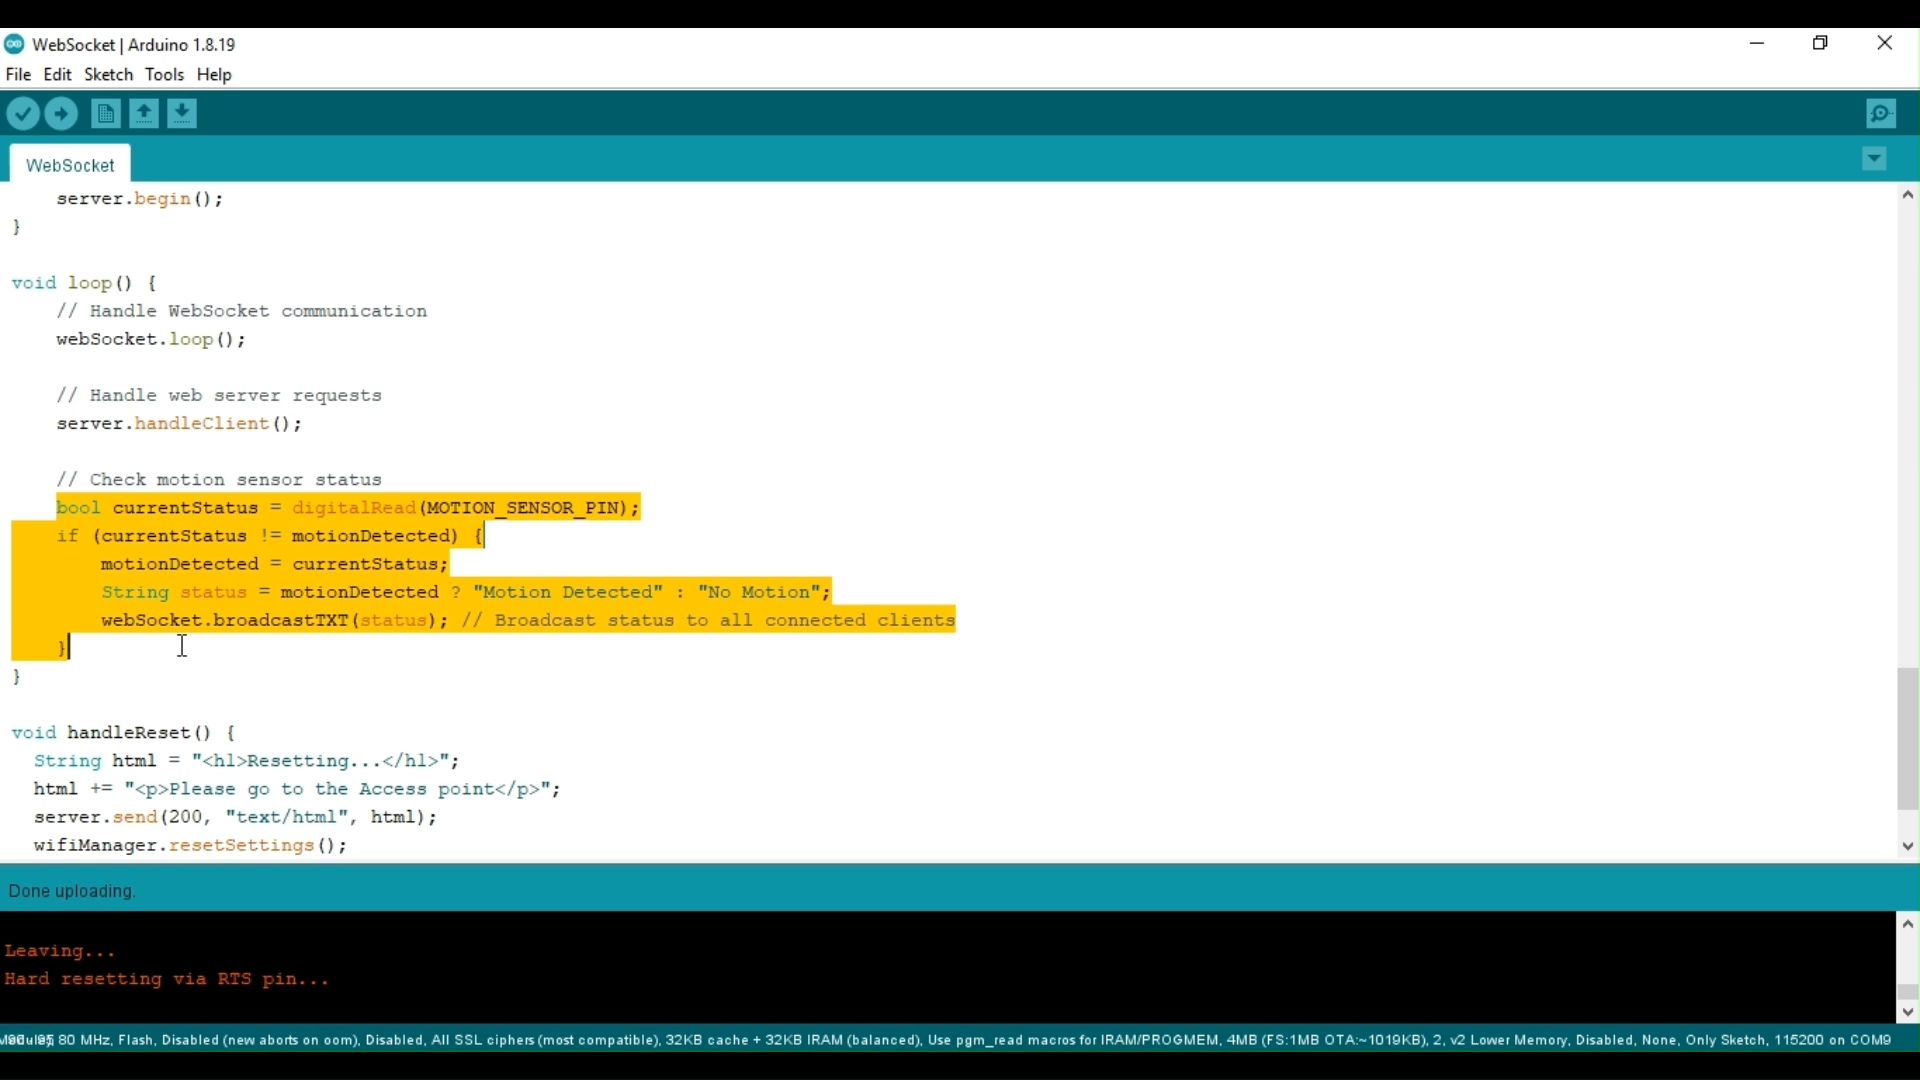 WebSocket | Arduino 1.8.19
File Edit Sketch Tools Help
WebSocket
server.begin();
}
void loop() {
// Handle WebSocket communication
webSocket.loop();
// Handle web server requests
server.handleClient();
// Check motion sensor status
bool currentStatus = digitalRead(MOTION_SENSOR_PIN);
if (currentStatus != motionDetected) {
motionDetected = currentStatus;
String status = motionDetected ? "Motion Detected" : "No Motion";
webSocket.broadcastTXT(status); // Broadcast status to all connected clients
}
}
void handleReset() {
String html = "<h1>Resetting...</h1>";
html += "<p>Please go to the Access point</p>";
server.send(200, "text/html", html);
wifiManager.resetSettings();
Done uploading.
Leaving...
Hard resetting via RTS pin...
80 MHz, Flash, Disabled (new aborts on oom), Disabled, All SSL ciphers (most compatible), 32KB cache + 32KB IRAM (balanced), Use pgm_read macros for IRAM/PROGMEM, 4MB (FS:1MB OTA:~1019KB), 2, v2 Lower Memory, Disabled, None, Only Sketch, 115200 on COM9